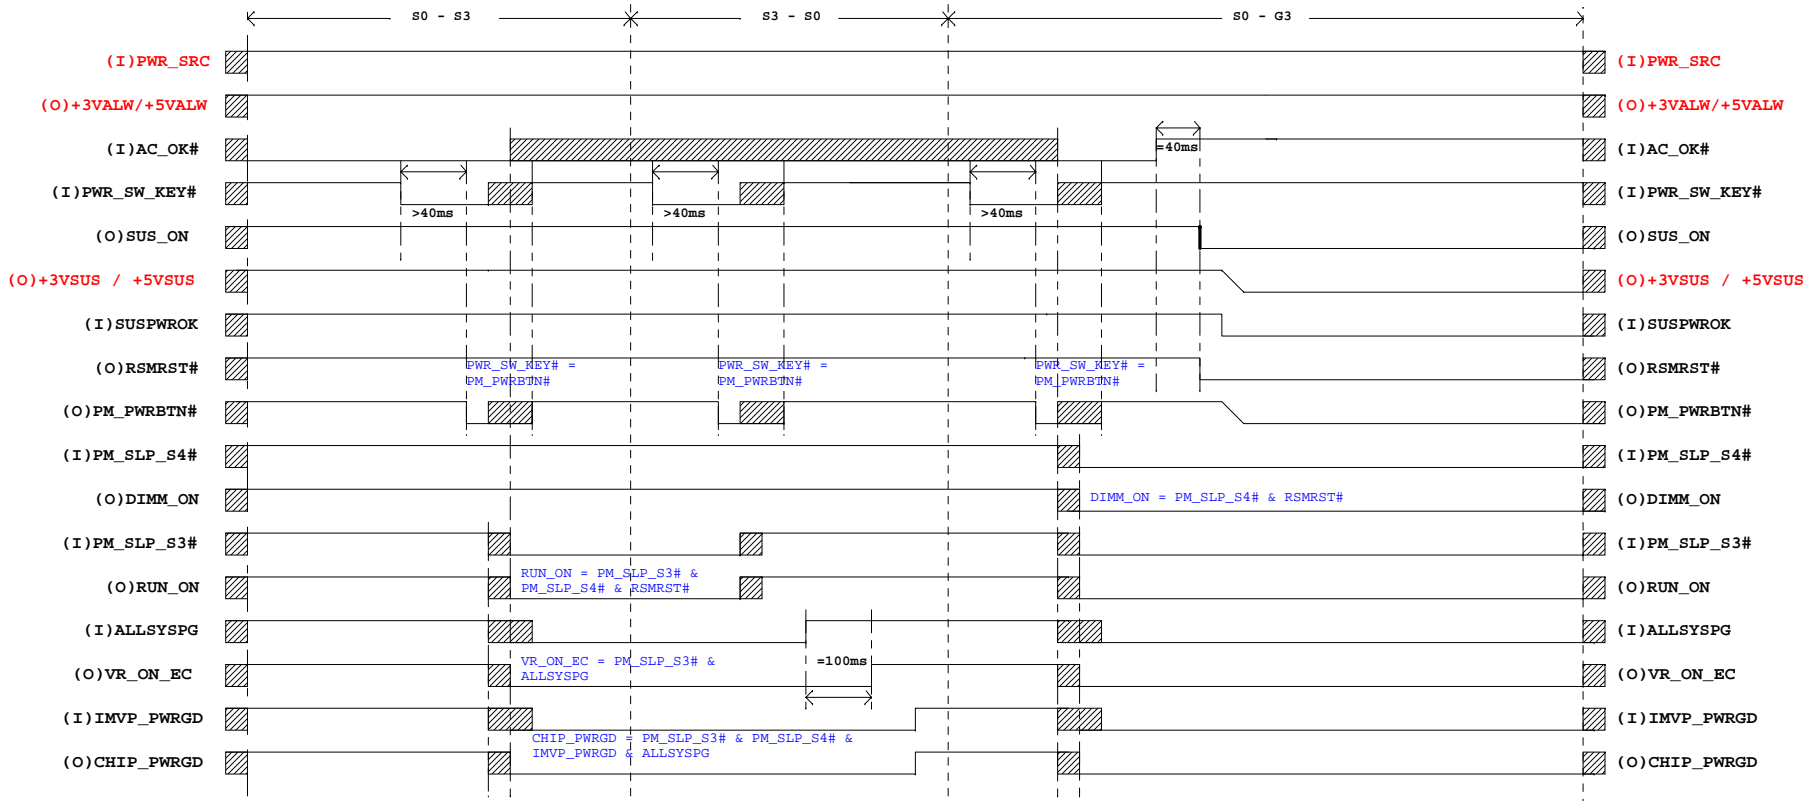 S0 - S3 S3 - S0 S0 - G3
(I)PWR_SRC (I)PWR_SRC
(O)+3VALW/+5VALW (O)+3VALW/+5VALW
(I)AC_OK# =40ms (I)AC_OK#
(I)PWR_SW_KEY# (I)PWR_SW_KEY#
>40ms >40ms >40ms
(O)SUS_ON (O)SUS_ON
(O)+3VSUS / +5VSUS (O)+3VSUS / +5VSUS
(I)SUSPWROK (I)SUSPWROK
(O)RSMRST# (O)RSMRST#
PWR_SW_KEY# = PWR_SW_KEY# = PWR_SW_KEY# =
PM_PWRBTN# PM_PWRBTN# PM_PWRBTN#
(O)PM_PWRBTN# (O)PM_PWRBTN#
(I)PM_SLP_S4# (I)PM_SLP_S4#
(O)DIMM_ON DIMM_ON = PM_SLP_S4# & RSMRST# (O)DIMM_ON
(I)PM_SLP_S3# (I)PM_SLP_S3#
RUN_ON = PM_SLP_S3# &
(O)RUN_ON PM_SLP_S4# & RSMRST# (O)RUN_ON
(I)ALLSYSPG (I)ALLSYSPG
VR_ON_EC = PM_SLP_S3# & =100ms
(O)VR_ON_EC ALLSYSPG (O)VR_ON_EC
(I)IMVP_PWRGD (I)IMVP_PWRGD
CHIP_PWRGD = PM_SLP_S3# & PM_SLP_S4# &
IMVP_PWRGD & ALLSYSPG
(O)CHIP_PWRGD (O)CHIP_PWRGD